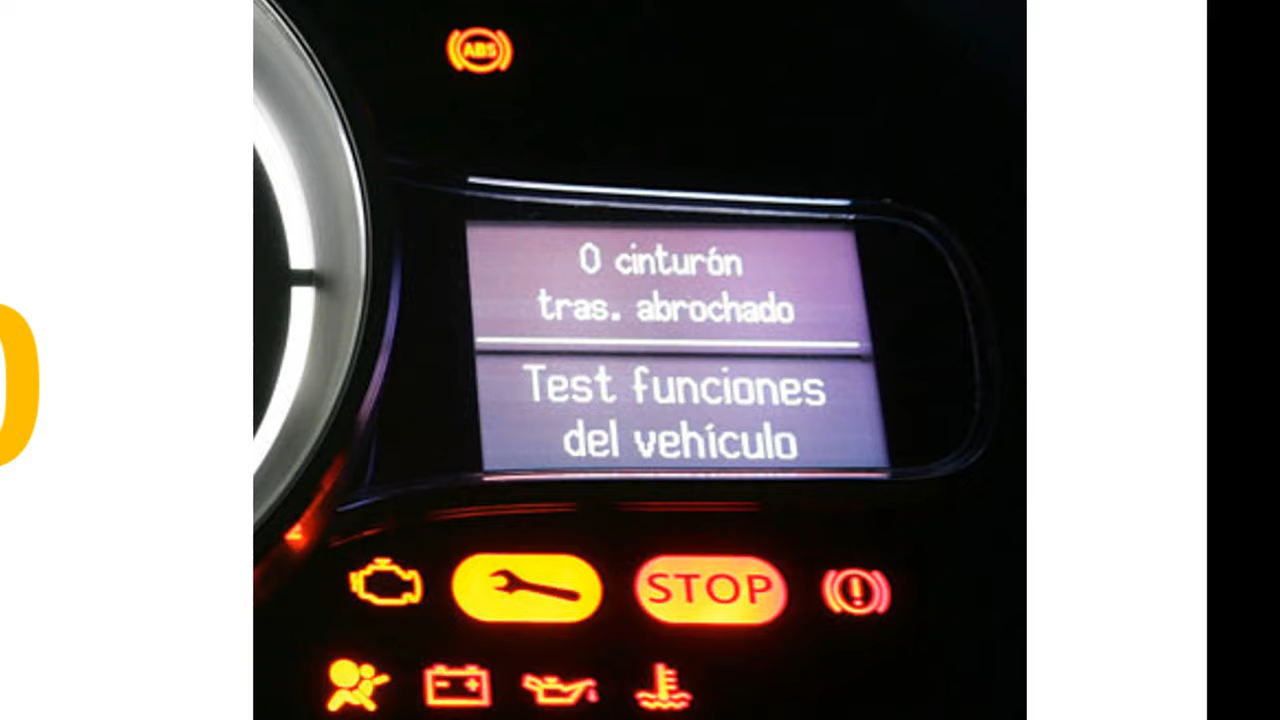 ABS
0 cinturón
tras. abrochado
Test funciones
del vehículo
STOP